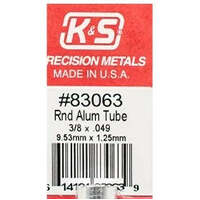 K&S
PRECISION METALS
MADE IN U.S.A.
#83063
Rnd Alum Tube
3/8 x .049
9.53mm x 1.25mm